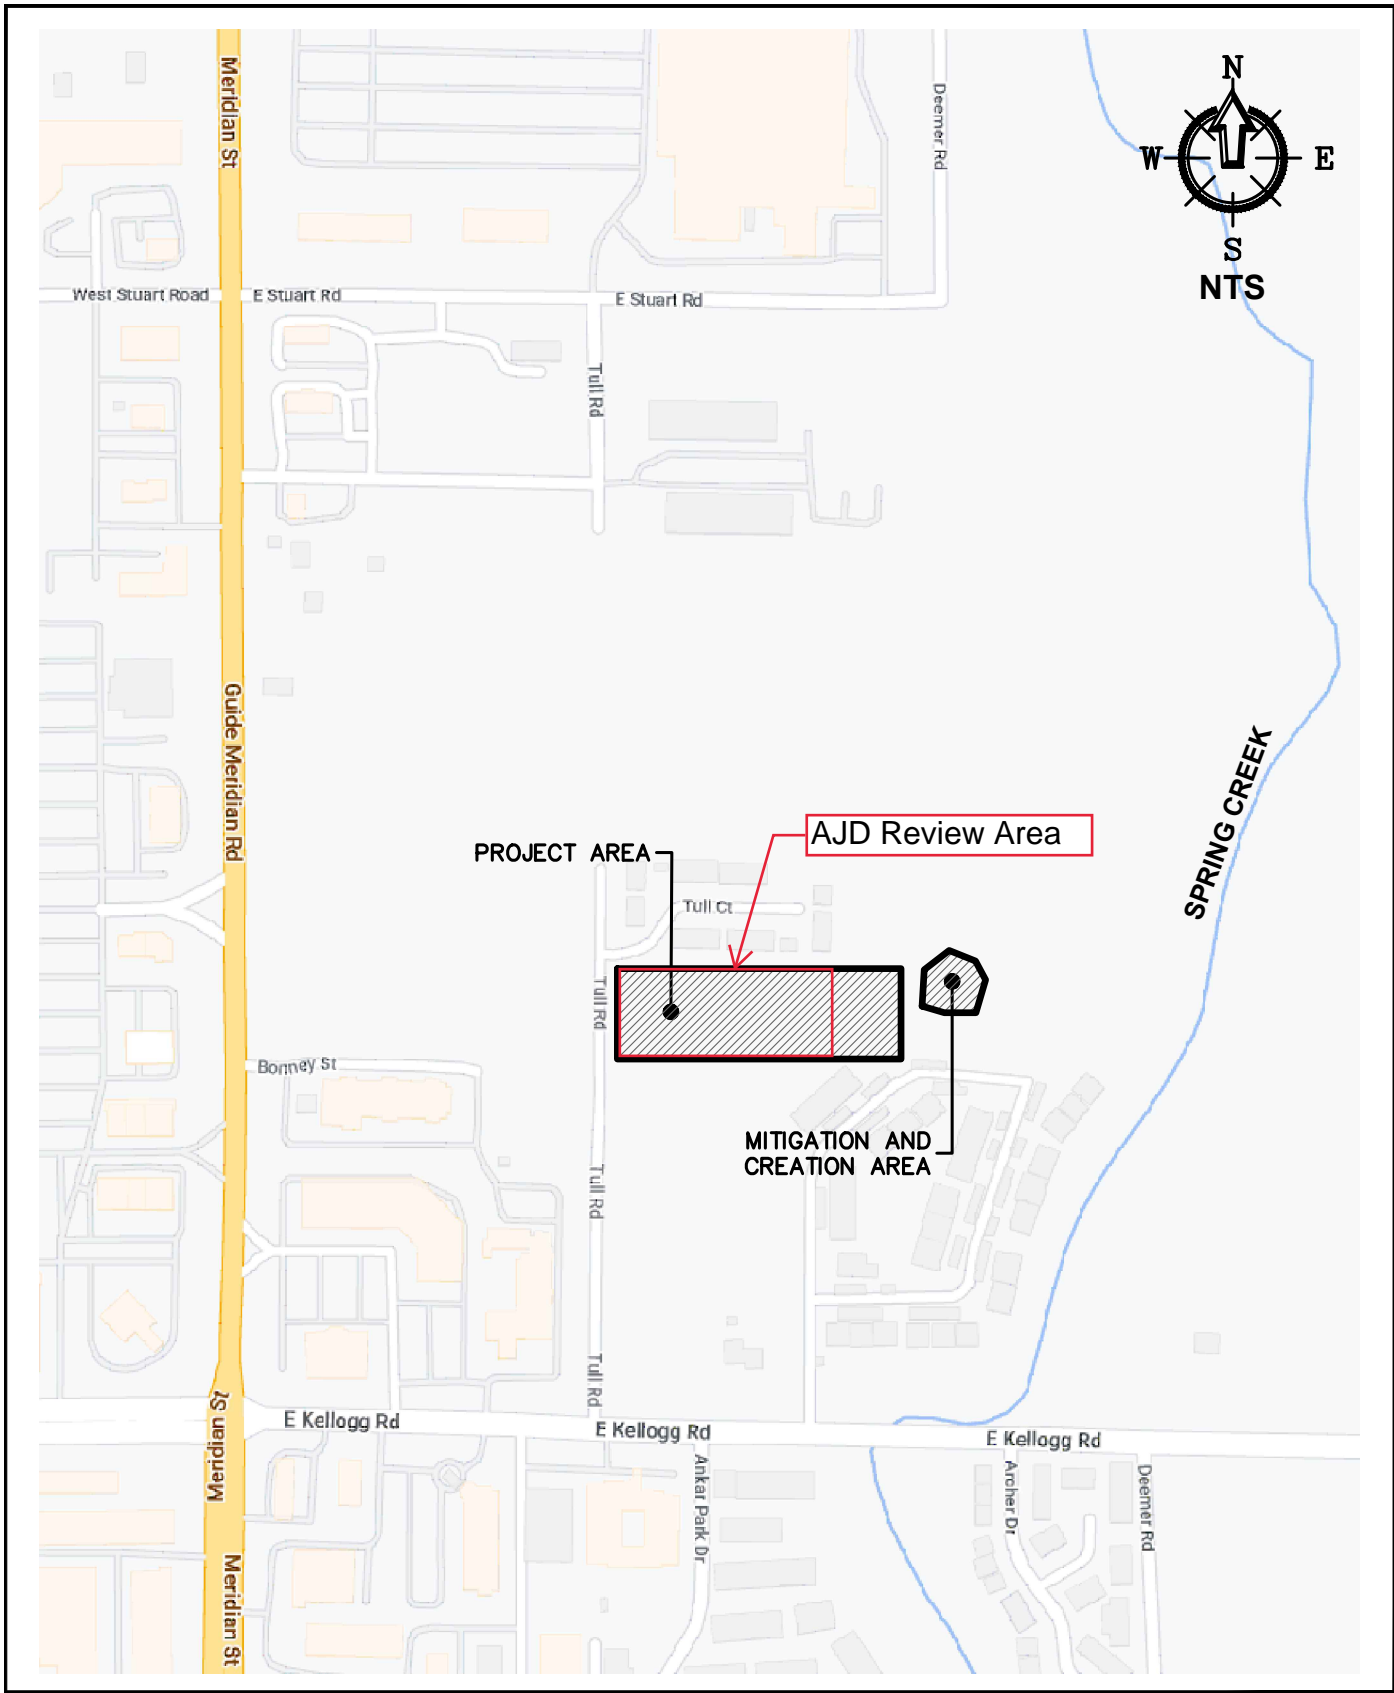 N
W
E
S
NTS
Meridian St
Deemer Rd
West Stuart Road
E Stuart Rd
E Stuart Rd
Tull Rd
Guide Meridian Rd
SPRING CREEK
AJD Review Area
PROJECT AREA
Tull Ct
Tull Rd
Bonney St
MITIGATION AND
CREATION AREA
Tull Rd
Tull Rd
Meridian St
E Kellogg Rd
E Kellogg Rd
E Kellogg Rd
Ankar Park Dr
Archer Dr
Deemer Rd
Meridian St